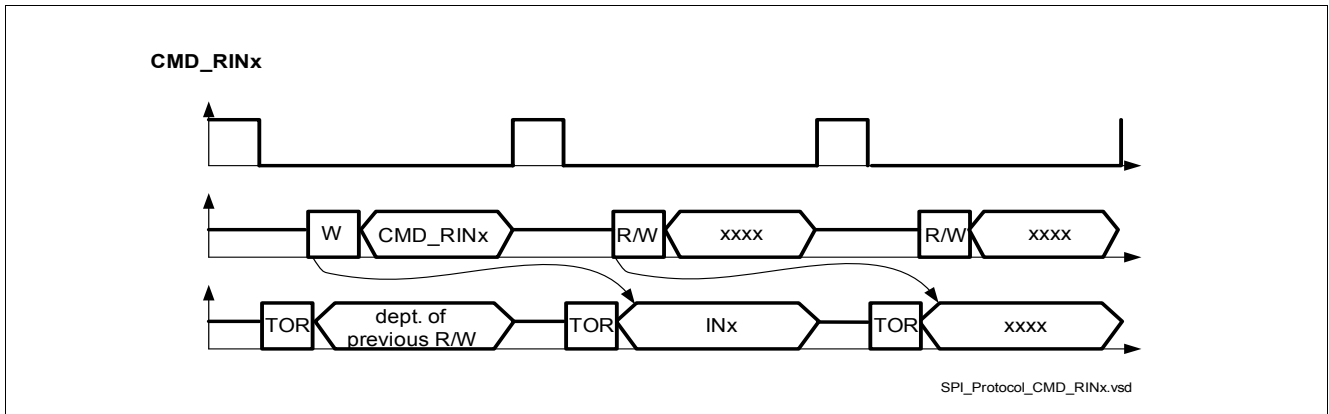 CMD_RINx
W CMD_RINx R/W xxxx R/W xxxx
TOR dept. of previous R/W TOR INx TOR xxxx
SPI_Protocol_CMD_RINx.vsd